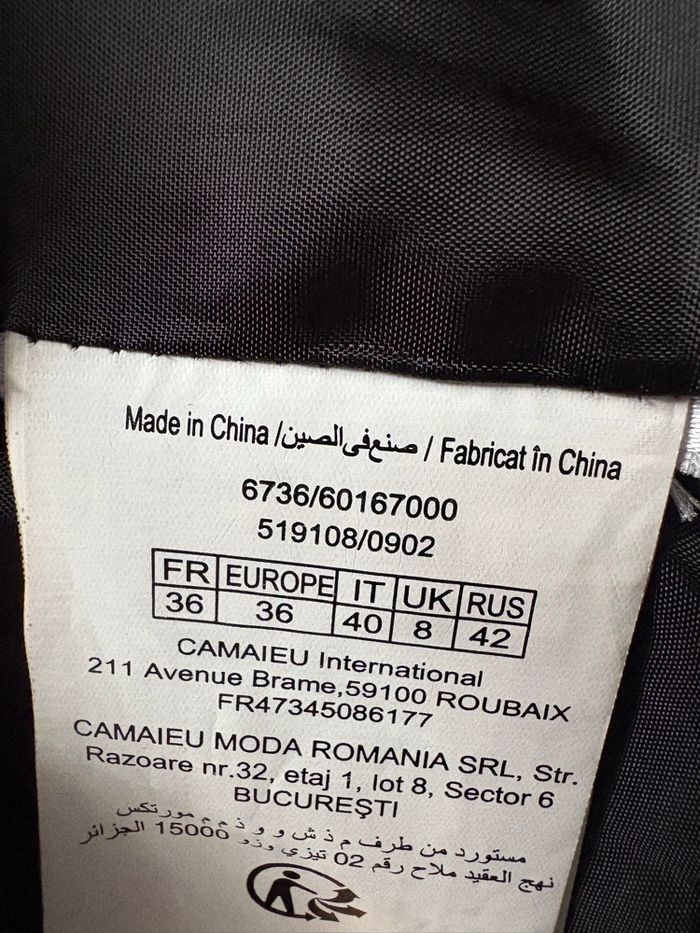 Made in China /صنع في الصين / Fabricat în China
6736/60167000
519108/0902
FR EUROPE IT UK RUS
36 36 40 8 42
CAMAIEU International
211 Avenue Brame,59100 ROUBAIX
FR47345086177
CAMAIEU MODA ROMANIA SRL, Str.
Razoare nr.32, etaj 1, lot 8, Sector 6
BUCUREŞTI
مستورد من طرف م ذ ش و و ذ م م مورتكس
نهج العقيد ملاح رقم 02 تيزي وزو 15000 الجزائر